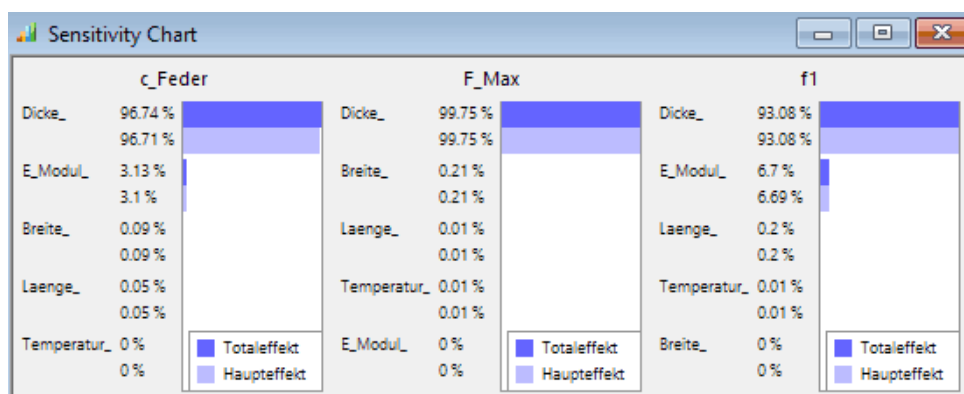 Sensitivity Chart
c_Feder
Dicke_ 96.74 %
96.71 %
E_Modul_ 3.13 %
3.1 %
Breite_ 0.09 %
0.09 %
Laenge_ 0.05 %
0.05 %
Temperatur_ 0 %
0 %
Totaleffekt
Haupteffekt
F_Max
Dicke_ 99.75 %
99.75 %
Breite_ 0.21 %
0.21 %
Laenge_ 0.01 %
0.01 %
Temperatur_ 0.01 %
0.01 %
E_Modul_ 0 %
0 %
Totaleffekt
Haupteffekt
f1
Dicke_ 93.08 %
93.08 %
E_Modul_ 6.7 %
6.69 %
Laenge_ 0.2 %
0.2 %
Temperatur_ 0.01 %
0.01 %
Breite_ 0 %
0 %
Totaleffekt
Haupteffekt